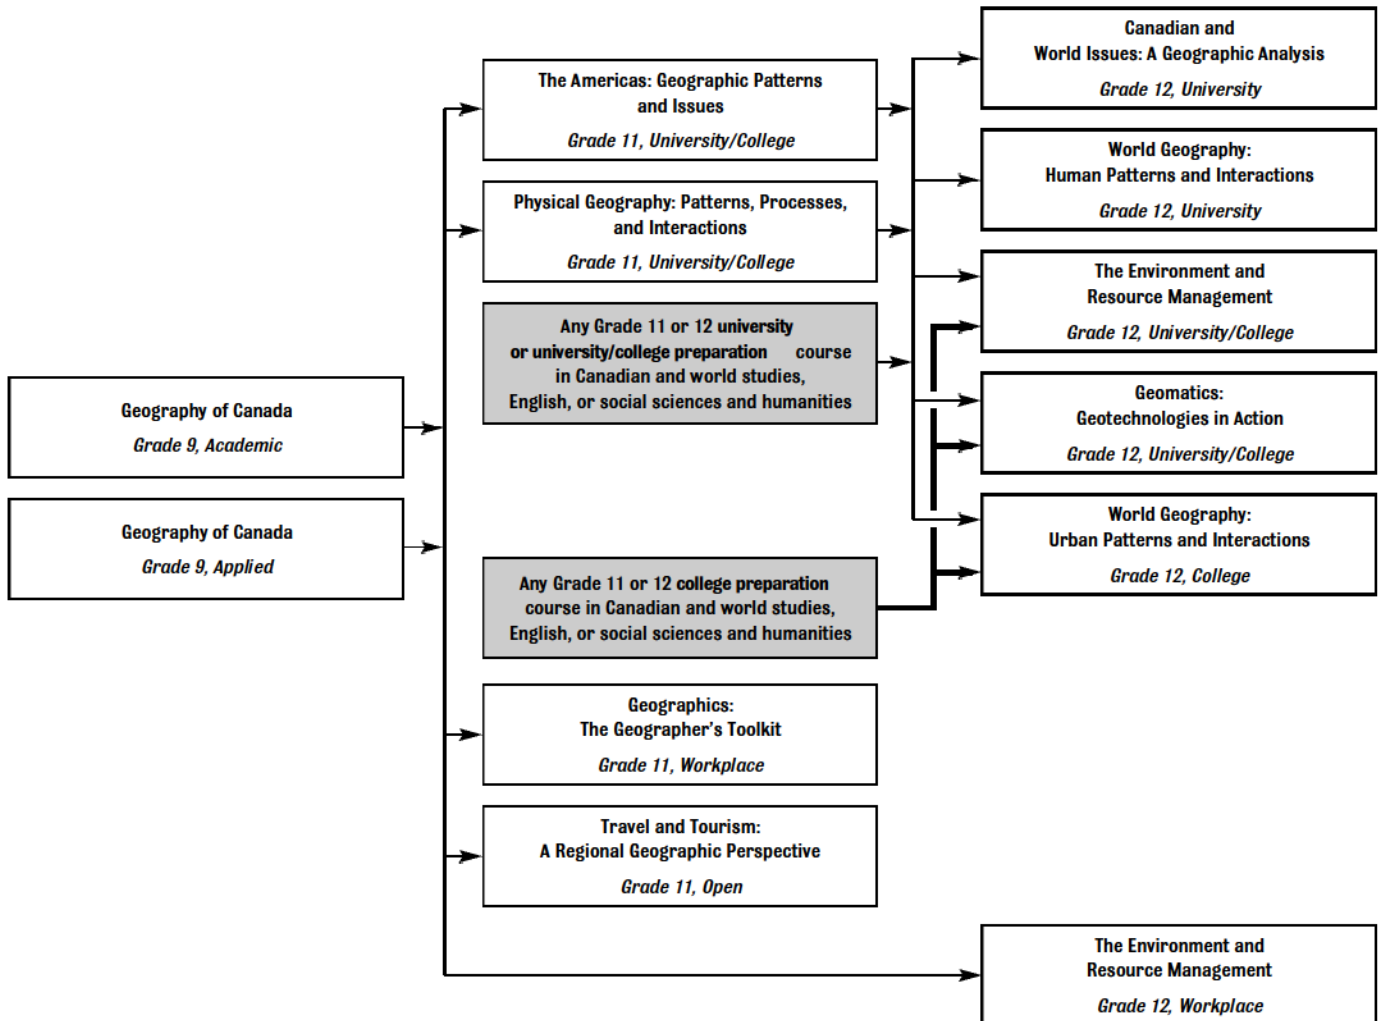 Geography of Canada
Grade 9, Academic
Geography of Canada
Grade 9, Applied
The Americas: Geographic Patterns
and Issues
Grade 11, University/College
Physical Geography: Patterns, Processes,
and Interactions
Grade 11, University/College
Any Grade 11 or 12 university
or university/college preparation course
in Canadian and world studies,
English, or social sciences and humanities
Any Grade 11 or 12 college preparation
course in Canadian and world studies,
English, or social sciences and humanities
Geographics:
The Geographer's Toolkit
Grade 11, Workplace
Travel and Tourism:
A Regional Geographic Perspective
Grade 11, Open
Canadian and
World Issues: A Geographic Analysis
Grade 12, University
World Geography:
Human Patterns and Interactions
Grade 12, University
The Environment and
Resource Management
Grade 12, University/College
Geomatics:
Geotechnologies in Action
Grade 12, University/College
World Geography:
Urban Patterns and Interactions
Grade 12, College
The Environment and
Resource Management
Grade 12, Workplace